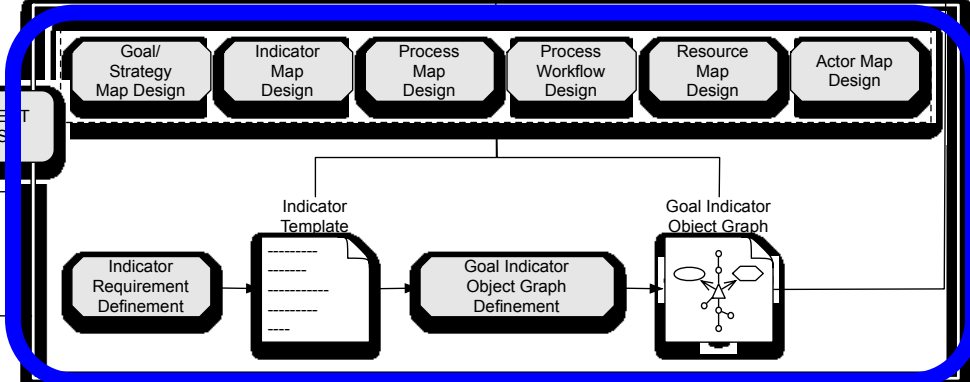 Goal/
Strategy
Map Design
Indicator
Map
Design
Process
Map
Design
Process
Workflow
Design
Resource
Map
Design
Actor Map
Design
Indicator
Template
Goal Indicator
Object Graph
Indicator
Requirement
Definement
Goal Indicator
Object Graph
Definement